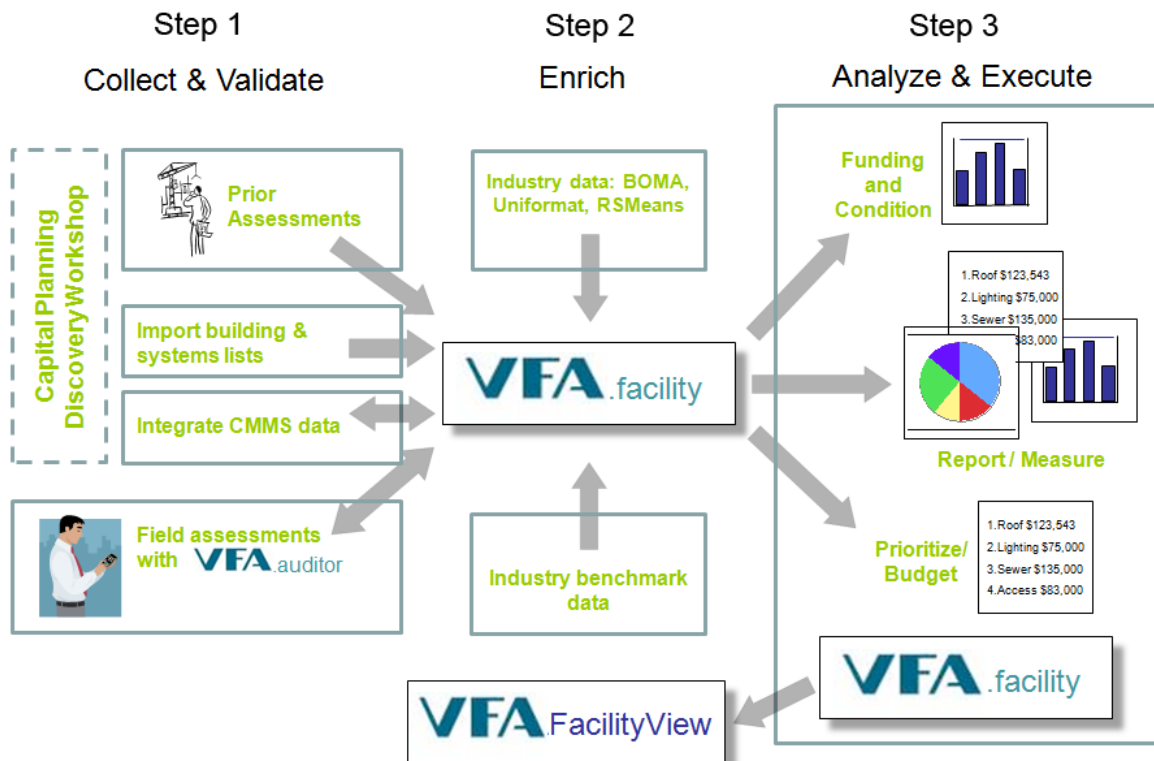 Step 1
Collect & Validate
Step 2
Enrich
Step 3
Analyze & Execute
Capital Planning
DiscoveryWorkshop
Prior
Assessments
Import building &
systems lists
Integrate CMMS data
Field assessments
with VFA.auditor
Industry data: BOMA,
Uniformat, RSMeans
VFA.facility
Industry benchmark
data
VFA.FacilityView
Funding
and
Condition
1.Roof $123,543
2.Lighting $75,000
3.Sewer $135,000
$83,000
Report / Measure
Prioritize/
Budget
1.Roof $123,543
2.Lighting $75,000
3.Sewer $135,000
4.Access $83,000
VFA.facility